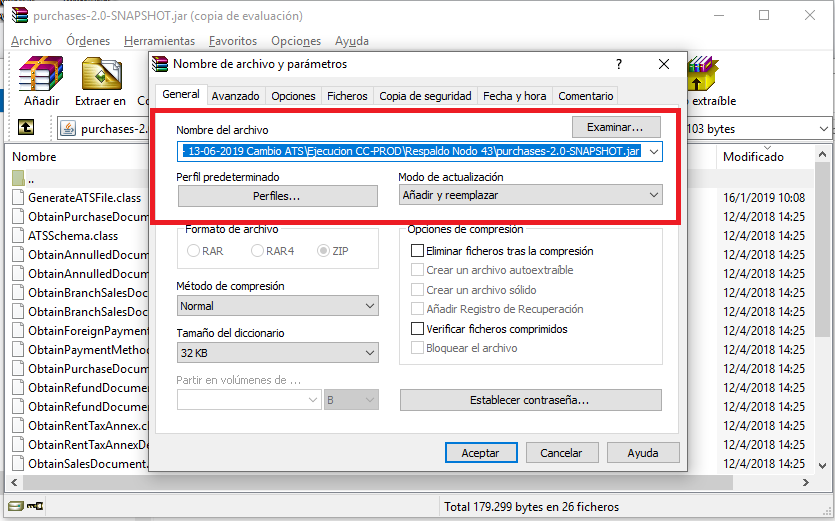 purchases-2.0-SNAPSHOT.jar (copia de evaluación)
Archivo Órdenes Herramientas Favoritos Opciones Ayuda
Nombre de archivo y parámetros ?
Añadir Extraer en o extraíble
General Avanzado Opciones Ficheros Copia de seguridad Fecha y hora Comentario
purchases-2 103 bytes
Nombre del archivo Examinar...
- 13-06-2019 Cambio ATS\Ejecucion CC-PROD\Respaldo Nodo 43\purchases-2.0-SNAPSHOT.jar
Perfil predeterminado Modo de actualización
Perfiles... Añadir y reemplazar
Formato de archivo Opciones de compresión
RAR RAR4 ZIP
Eliminar ficheros tras la compresión
Crear un archivo autoextraíble
Método de compresión Crear un archivo sólido
Normal Añadir Registro de Recuperación
Tamaño del diccionario Verificar ficheros comprimidos
32 KB Bloquear el archivo
Partir en volúmenes de ...
B Establecer contraseña...
Aceptar Cancelar Ayuda
Nombre Modificado
..
GenerateATSFile.class 16/1/2019 10:08
ObtainPurchaseDocum 12/4/2018 14:25
ATSSchema.class 12/4/2018 14:25
ObtainAnnulledDocum 12/4/2018 14:25
ObtainAnnulledDocum 12/4/2018 14:25
ObtainBranchSalesDoc 12/4/2018 14:25
ObtainBranchSalesDoc 12/4/2018 14:25
ObtainForeignPayment 12/4/2018 14:25
ObtainPaymentMethod 12/4/2018 14:25
ObtainPurchaseDocum 12/4/2018 14:25
ObtainRefundDocume 12/4/2018 14:25
ObtainRefundDocume 12/4/2018 14:25
ObtainRentTaxAnnex.c 12/4/2018 14:25
ObtainRentTaxAnnexDe 12/4/2018 14:25
ObtainSalesDocument. 12/4/2018 14:25
Total 179.299 bytes en 26 ficheros